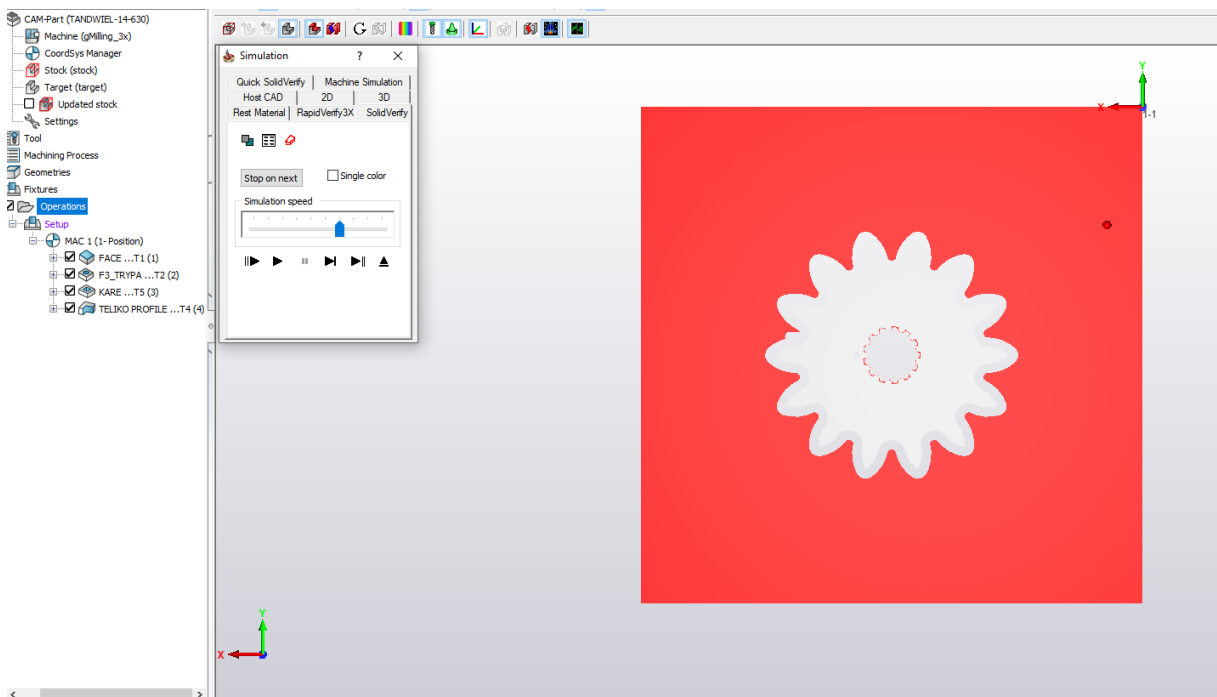 CAM-Part (TANDWIEL-14-630)
Machine (gMilling_3x)
CoordSys Manager
Stock (stock)
Target (target)
Updated stock
Settings
Tool
Machining Process
Geometries
Fixtures
Operations
Setup
MAC 1 (1- Position)
FACE ...T1 (1)
F3_TRYPA ...T2 (2)
KARE ...T5 (3)
TELIKO PROFILE ...T4 (4)
Simulation ? X
Quick SolidVerify Machine Simulation
Host CAD 2D 3D
Rest Material RapidVerify3X SolidVerify
Stop on next Single color
Simulation speed
Y
X
1-1
Y
X